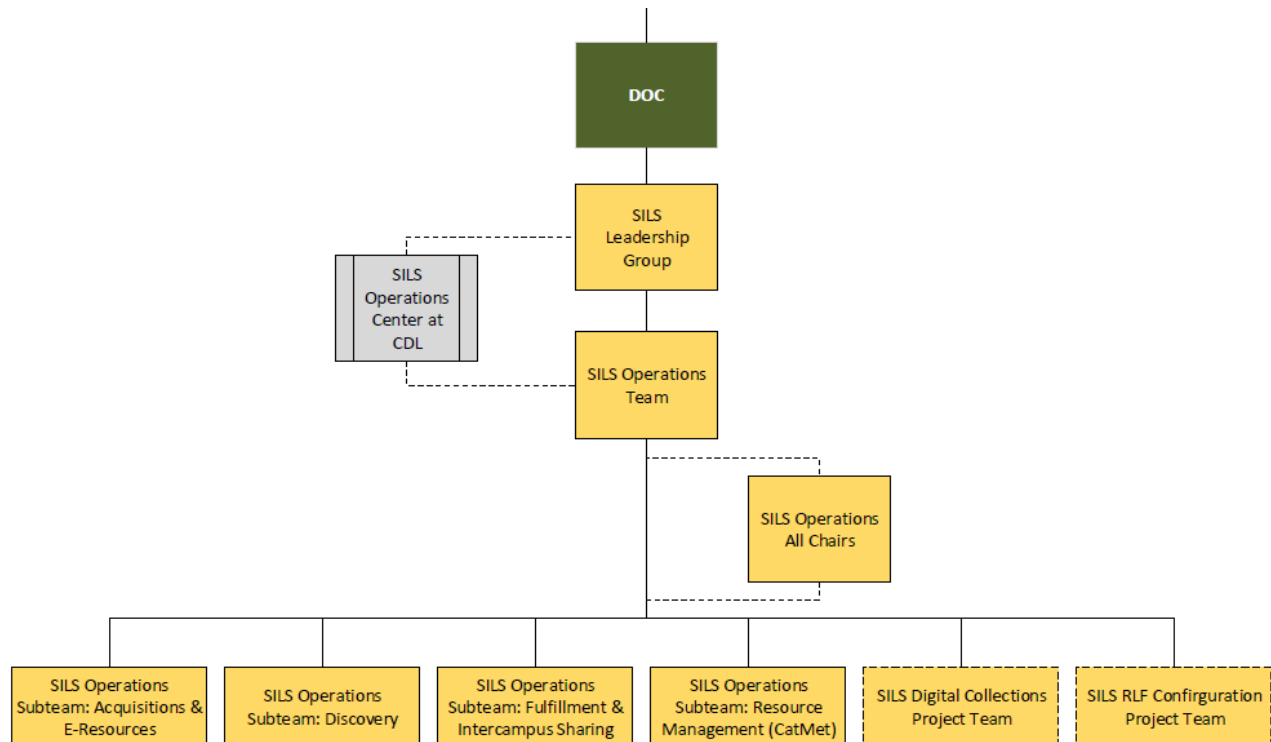 DOC
SILS
Leadership
Group
SILS
Operations
Center at
CDL
SILS Operations
Team
SILS Operations
All Chairs
SILS Operations
Subteam: Acquisitions &
E-Resources
SILS Operations
Subteam: Discovery
SILS Operations
Subteam: Fulfillment &
Intercampus Sharing
SILS Operations
Subteam: Resource
Management (CatMet)
SILS Digital Collections
Project Team
SILS RLF Confirguration
Project Team